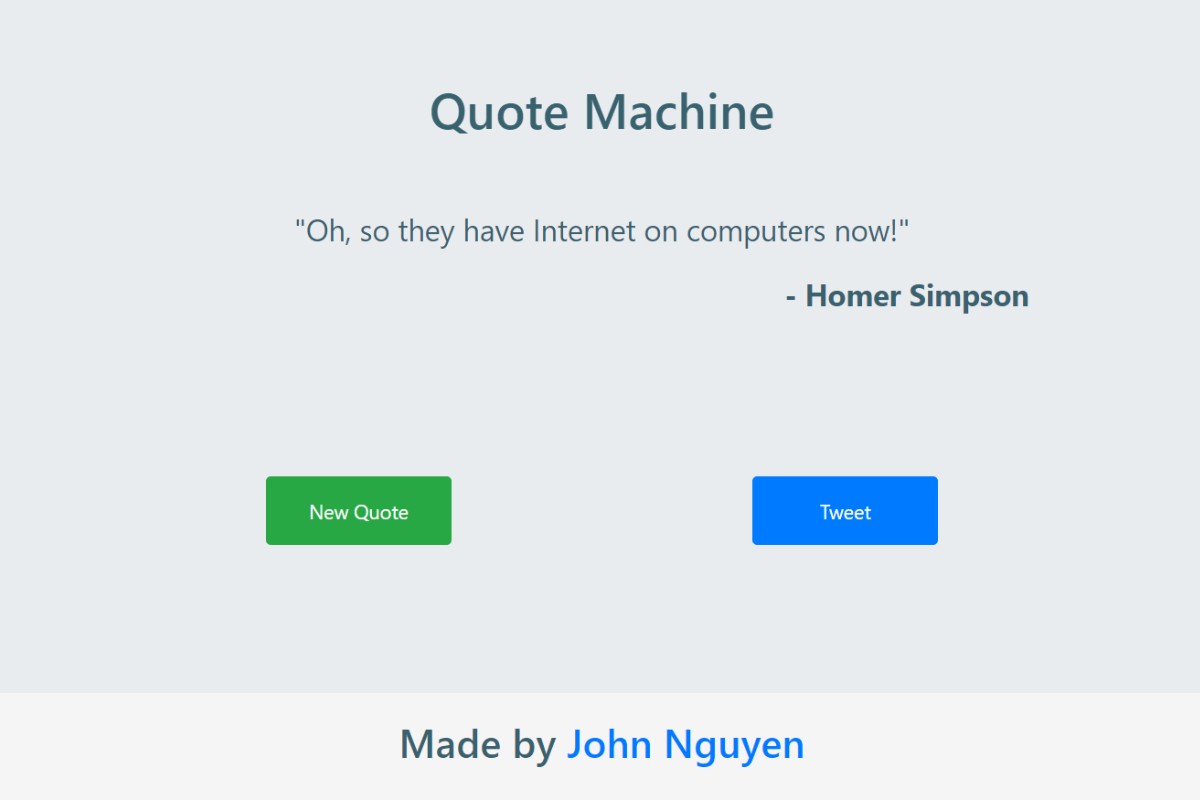 Quote Machine
"Oh, so they have Internet on computers now!"
- Homer Simpson
New Quote
Tweet
Made by John Nguyen